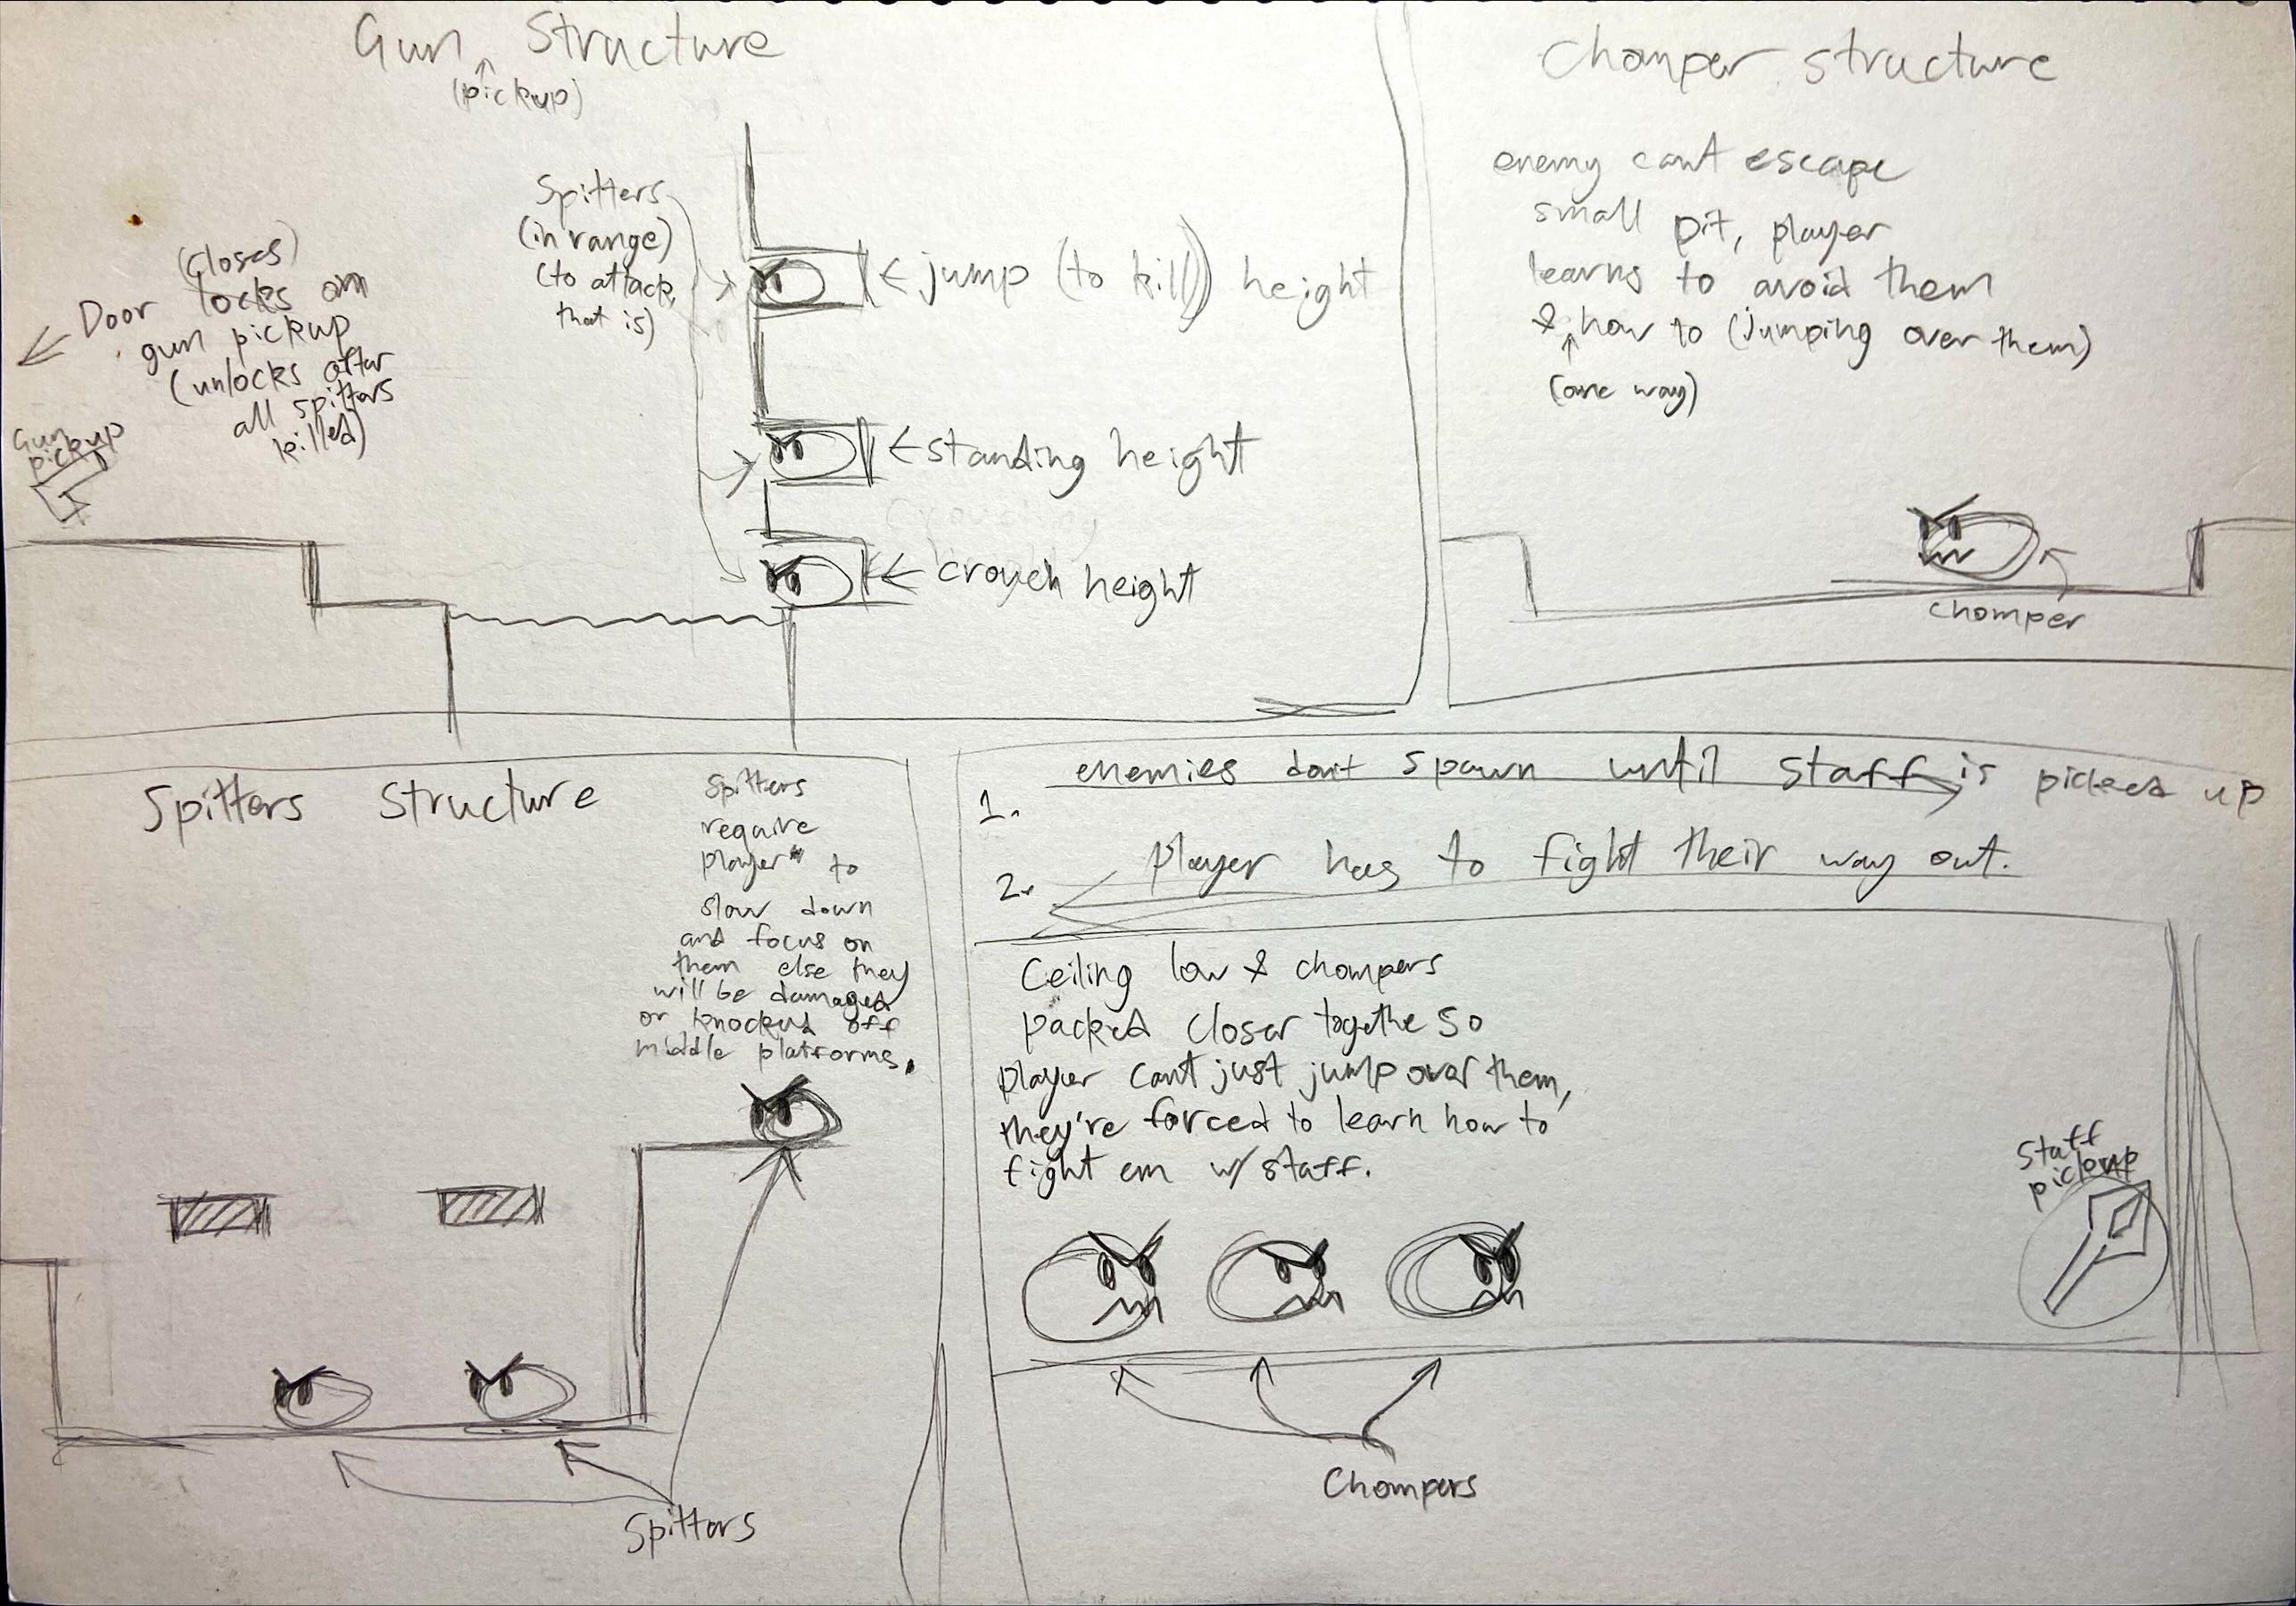 Gun Structure
(pickup)
Spitters
(in range)
(to attack,
that is)
(closes)
Door locks on
gun pickup
(unlocks after
all spitters
killed)
Gun
pickup
jump (to kill) height
standing height
crouch height
Chomper structure
enemy cant escape
small pit, player
learns to avoid them
& how to (jumping over them)
(one way)
chomper
Spitters Structure
Spitters
require
player to
slow down
and focus on
them else they
will be damaged
or knocked off
middle platforms.
Spitters
enemies dont spawn until staff is picked up
1.
player has to fight their way out.
2.
Ceiling low & chompers
packed closer togethe so
player cant just jump over them,
they're forced to learn how to
fight em w/ staff.
staff
pickup
Chompers